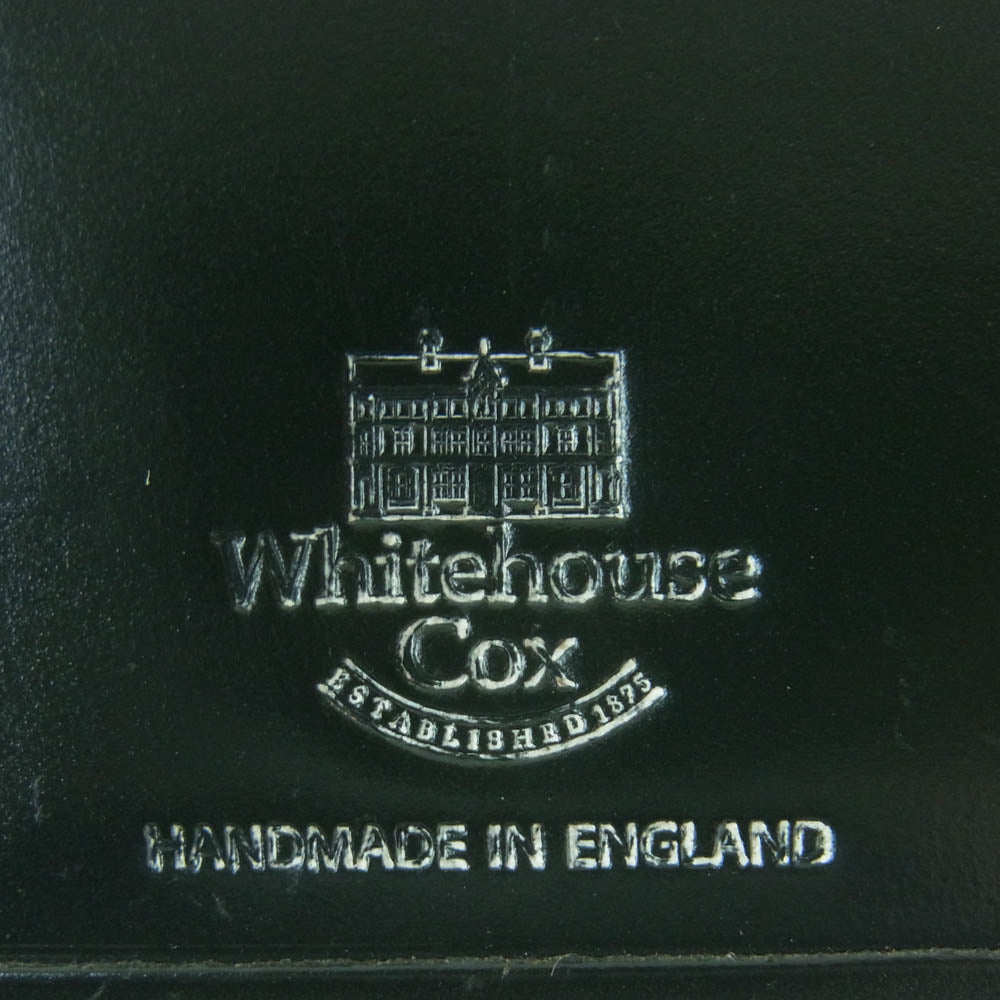 Whitehouse
Cox
ESTABLISHED 1875
HANDMADE IN ENGLAND